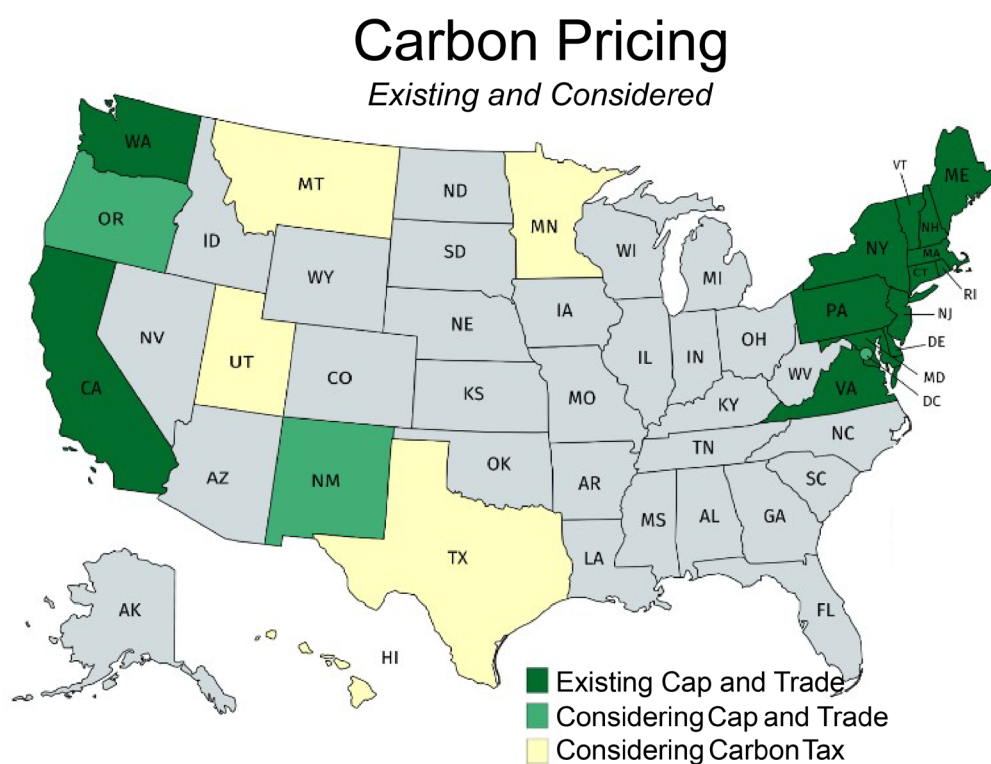 Carbon Pricing
Existing and Considered
WA
MT
ND
MN
VT
ME
OR
ID
SD
WI
NH
NY
MA
WY
MI
CT
RI
NV
NE
IA
PA
NJ
UT
CO
IL
IN
OH
DE
CA
KS
MO
WV
VA
MD
KY
DC
NC
AZ
NM
OK
AR
TN
SC
MS
AL
GA
TX
LA
AK
FL
HI
Existing Cap and Trade
Considering Cap and Trade
Considering Carbon Tax